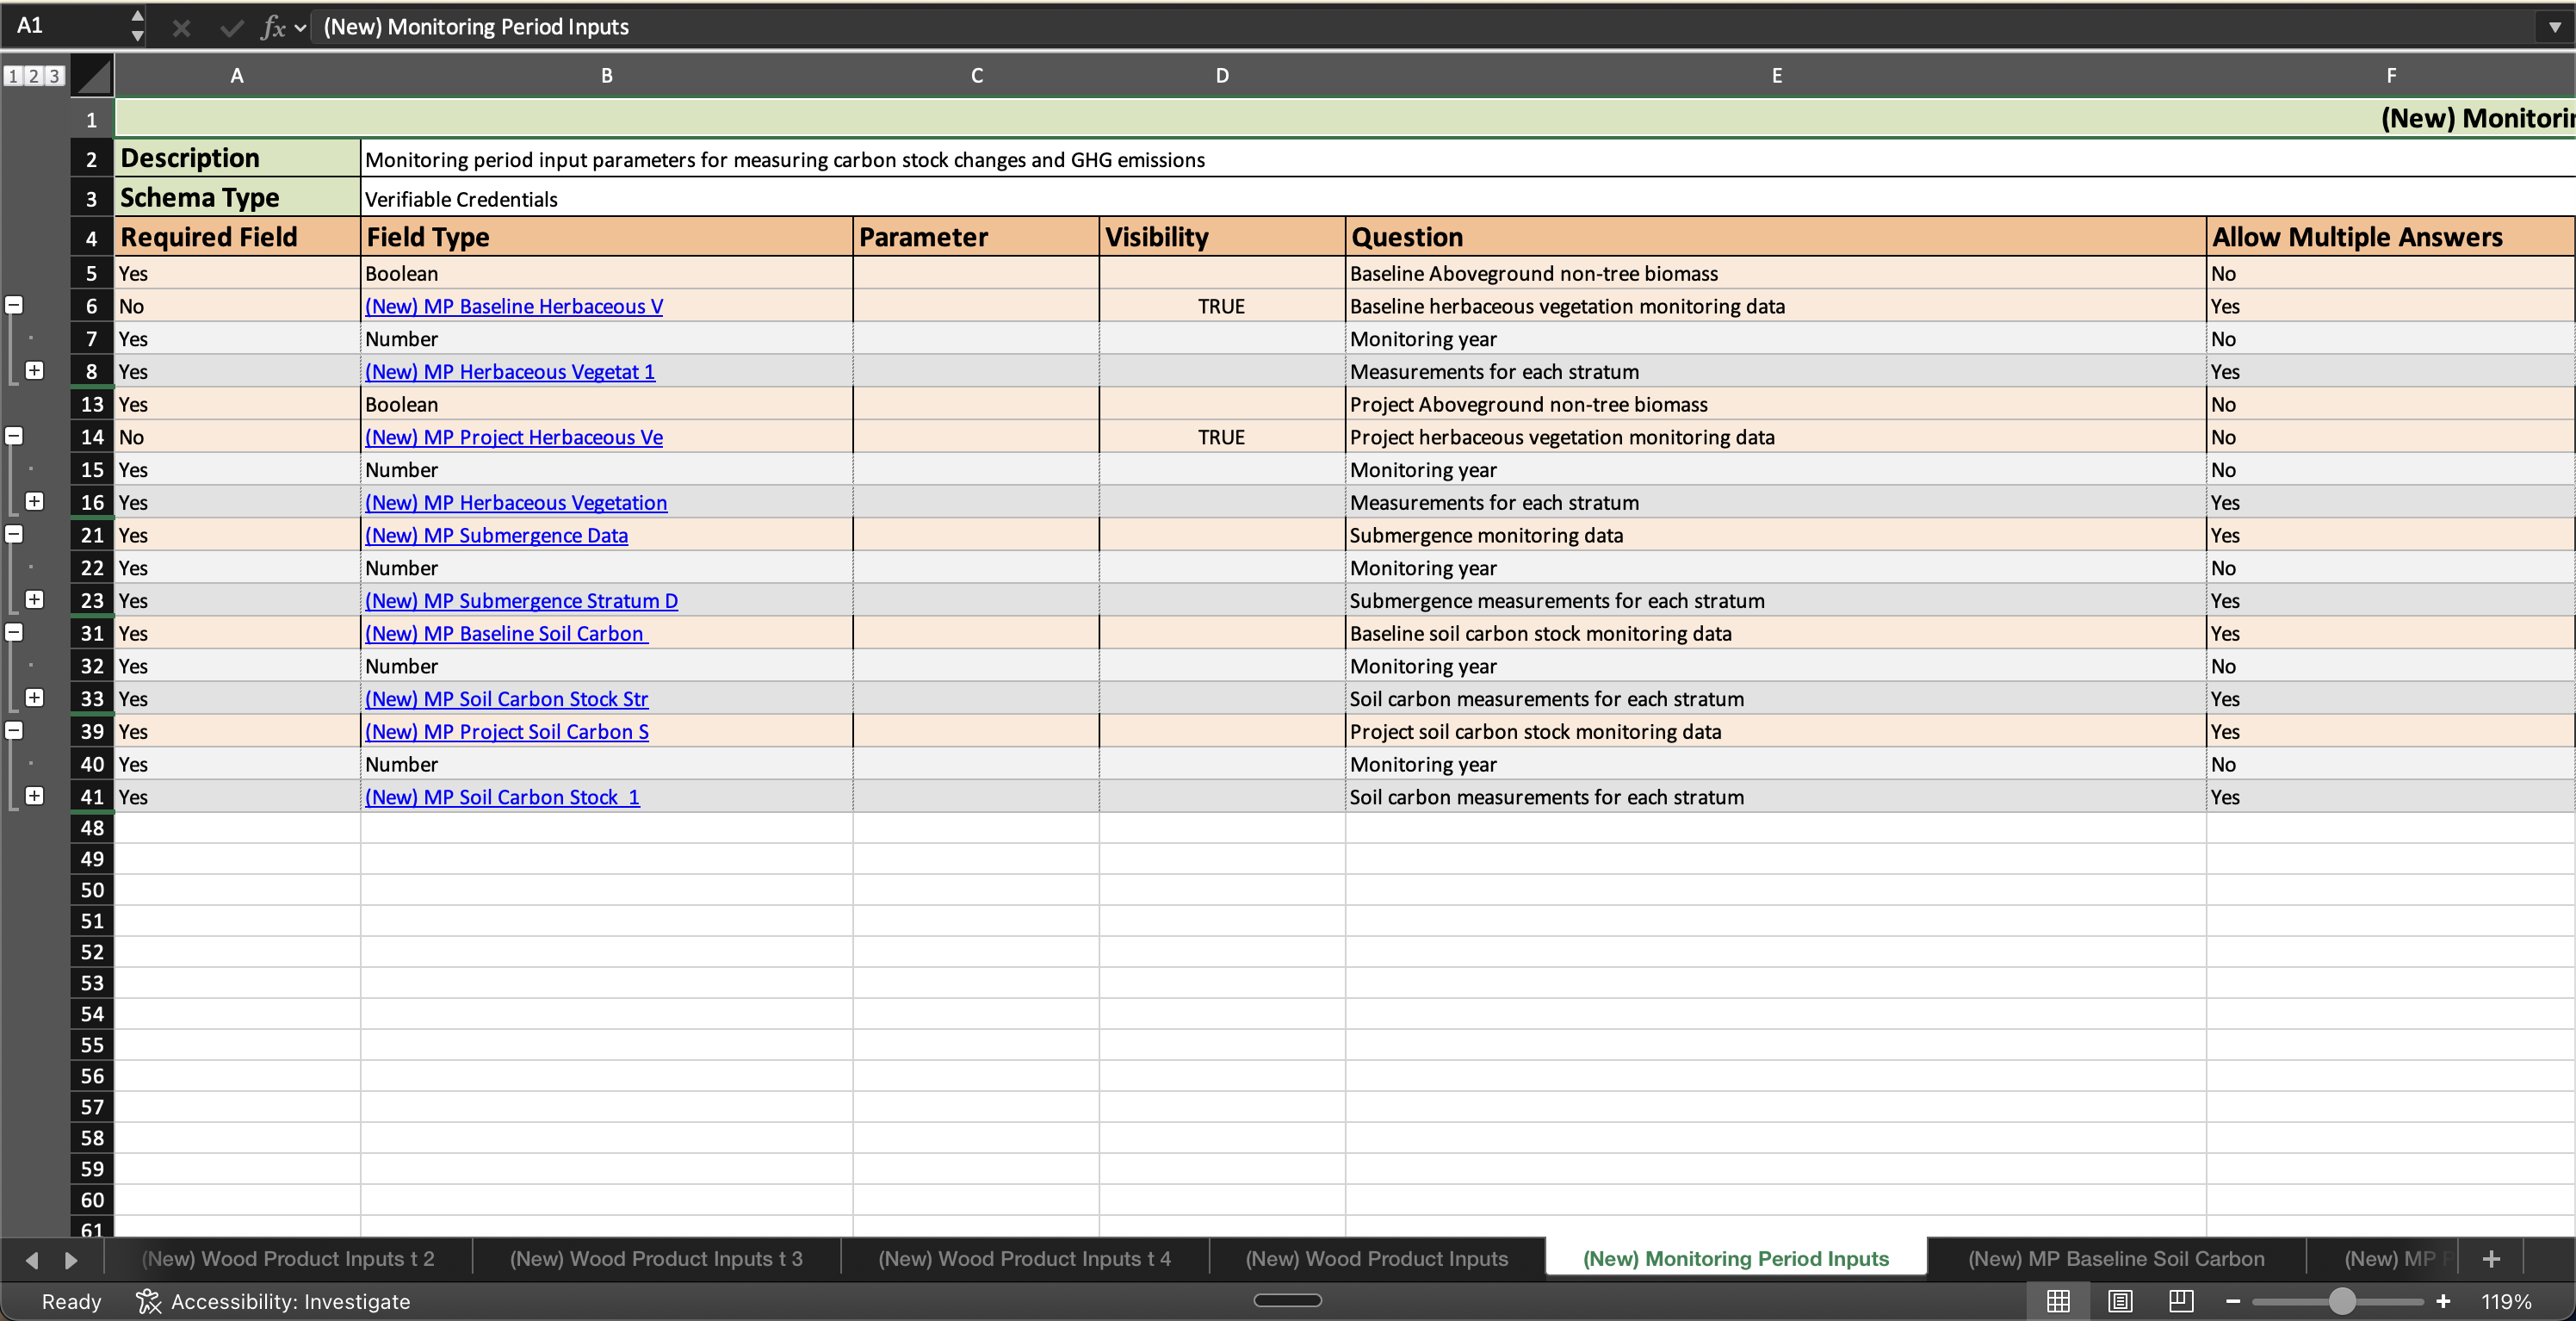 A1 fx (New) Monitoring Period Inputs
1 2 3 A B C D E F
1 (New) Monitorin
2 Description Monitoring period input parameters for measuring carbon stock changes and GHG emissions
3 Schema Type Verifiable Credentials
4 Required Field Field Type Parameter Visibility Question Allow Multiple Answers
5 Yes Boolean Baseline Aboveground non-tree biomass No
6 No (New) MP Baseline Herbaceous V TRUE Baseline herbaceous vegetation monitoring data Yes
7 Yes Number Monitoring year No
8 Yes (New) MP Herbaceous Vegetat 1 Measurements for each stratum Yes
13 Yes Boolean Project Aboveground non-tree biomass No
14 No (New) MP Project Herbaceous Ve TRUE Project herbaceous vegetation monitoring data No
15 Yes Number Monitoring year No
16 Yes (New) MP Herbaceous Vegetation Measurements for each stratum Yes
21 Yes (New) MP Submergence Data Submergence monitoring data Yes
22 Yes Number Monitoring year No
23 Yes (New) MP Submergence Stratum D Submergence measurements for each stratum Yes
31 Yes (New) MP Baseline Soil Carbon Baseline soil carbon stock monitoring data Yes
32 Yes Number Monitoring year No
33 Yes (New) MP Soil Carbon Stock Str Soil carbon measurements for each stratum Yes
39 Yes (New) MP Project Soil Carbon S Project soil carbon stock monitoring data Yes
40 Yes Number Monitoring year No
41 Yes (New) MP Soil Carbon Stock 1 Soil carbon measurements for each stratum Yes
48
49
50
51
52
53
54
55
56
57
58
59
60
61
(New) Wood Product Inputs t 2 (New) Wood Product Inputs t 3 (New) Wood Product Inputs t 4 (New) Wood Product Inputs (New) Monitoring Period Inputs (New) MP Baseline Soil Carbon (New) MP
Ready Accessibility: Investigate 119%